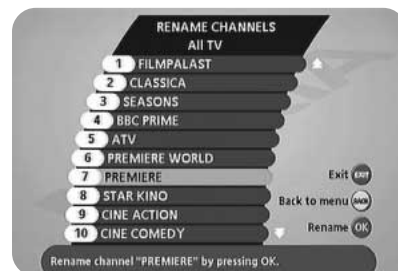 RENAME CHANNELS
All TV
1 FILMPALAST
2 CLASSICA
3 SEASONS
4 BBC PRIME
5 ATV
6 PREMIERE WORLD
7 PREMIERE
8 STAR KINO
9 CINE ACTION
10 CINE COMEDY
Exit EXIT
Back to menu BACK
Rename OK
Rename channel "PREMIERE" by pressing OK.